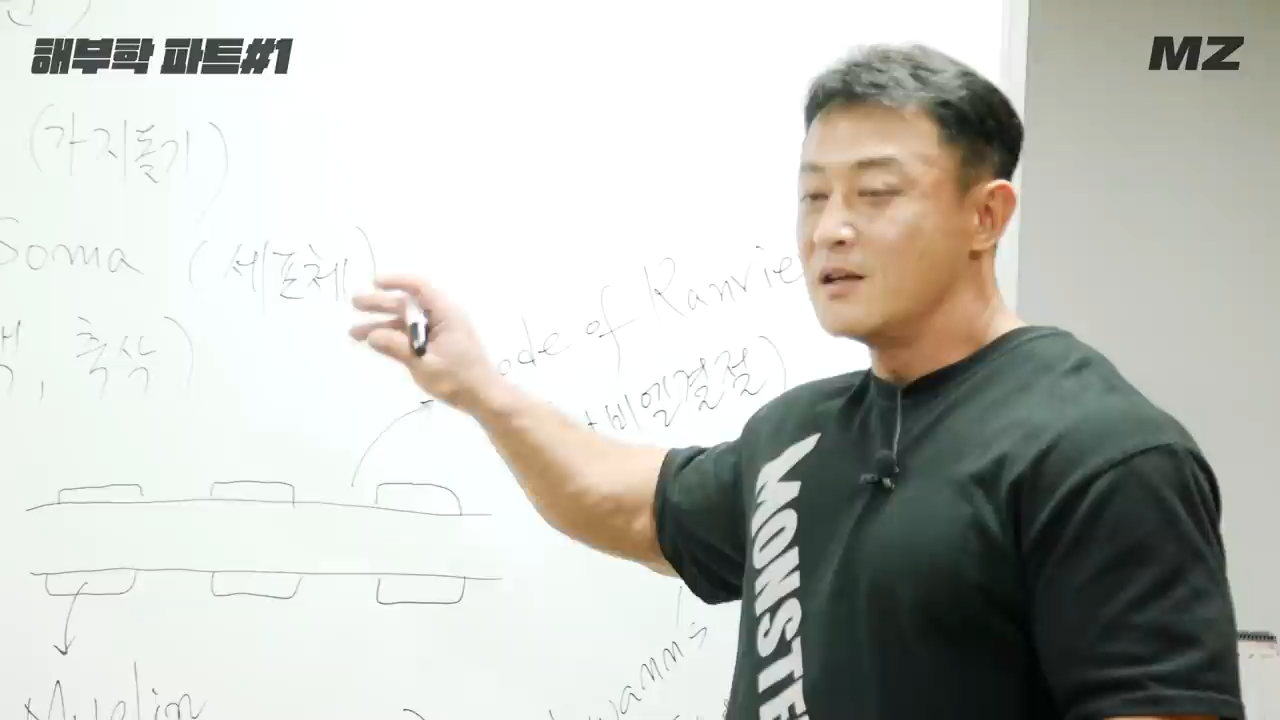 해부학 파트#1
MZ
(가지돌기)
Soma (세포체)
, 축삭)
ode of Ranvie
비엘결절)
Myelin
wann's
MONSTE